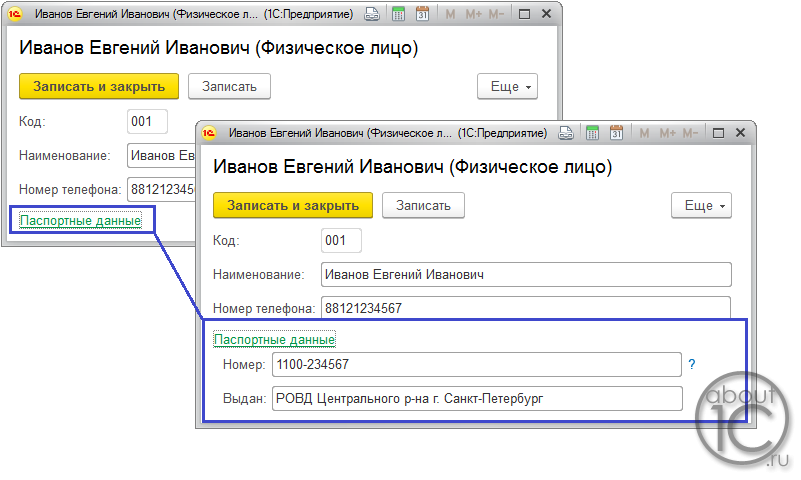 Иванов Евгений Иванович (Физическое л... (1С:Предприятие) M M+ M-
Иванов Евгений Иванович (Физическое лицо)
Записать и закрыть Записать Еще
Код: 001
Наименование: Иванов Ев
Номер телефона: 8812123456
Паспортные данные
Иванов Евгений Иванович (Физическое л... (1С:Предприятие) M M+ M-
Иванов Евгений Иванович (Физическое лицо)
Записать и закрыть Записать Еще
Код: 001
Наименование: Иванов Евгений Иванович
Номер телефона: 88121234567
Паспортные данные
Номер: 1100-234567 ?
Выдан: РОВД Центрального р-на г. Санкт-Петербург
about
1C
.ru